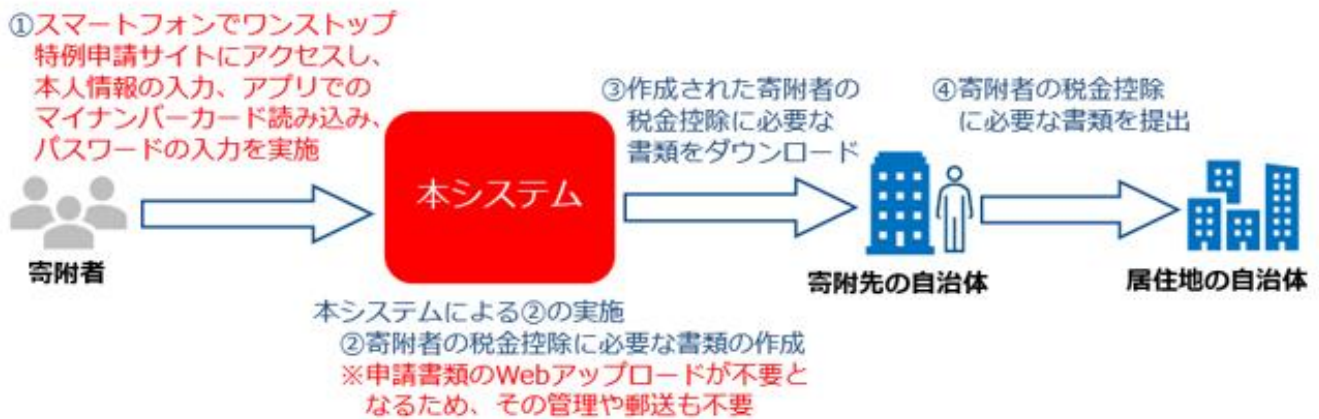 ①スマートフォンでワンストップ
特例申請サイトにアクセスし、
本人情報の入力、アプリでの
マイナンバーカード読み込み、
パスワードの入力を実施
寄附者
本システム
本システムによる②の実施
②寄附者の税金控除に必要な書類の作成
※申請書類のWebアップロードが不要と
なるため、その管理や郵送も不要
③作成された寄附者の
税金控除に必要な
書類をダウンロード
寄附先の自治体
④寄附者の税金控除
に必要な書類を提出
居住地の自治体